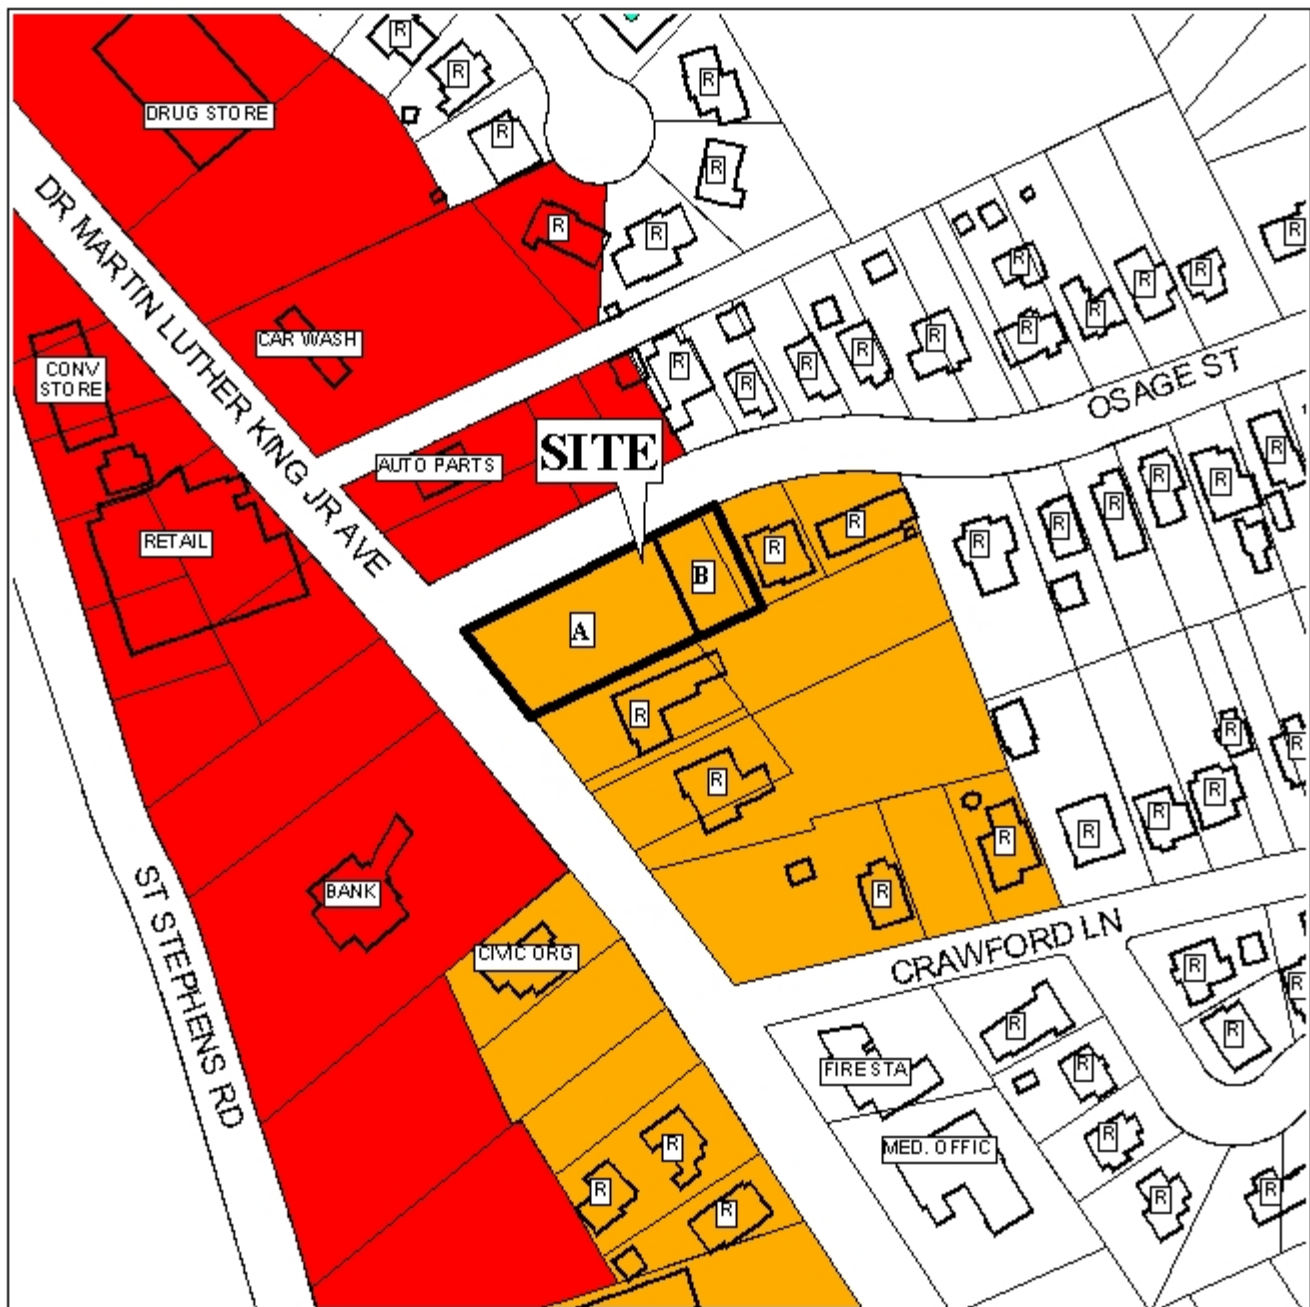 R
R
R
R
DRUG STORE
R
DR MARTIN LUTHER KING JR AVE
R
R
R
R
R
R
CAR WASH
R
R
R
R
R
R
R
R
CONV
STORE
OSAGE ST
AUTO PARTS
SITE
RETAIL
R
R
R
R
R
R
R
R
B
A
R
R
R
R
R
R
R
R
R
BANK
R
ST STEPHENS RD
CRAWFORD LN
CIVIC ORG
R
R
R
R
FIRE STA
R
R
MED. OFFIC
R
R
R
R
R